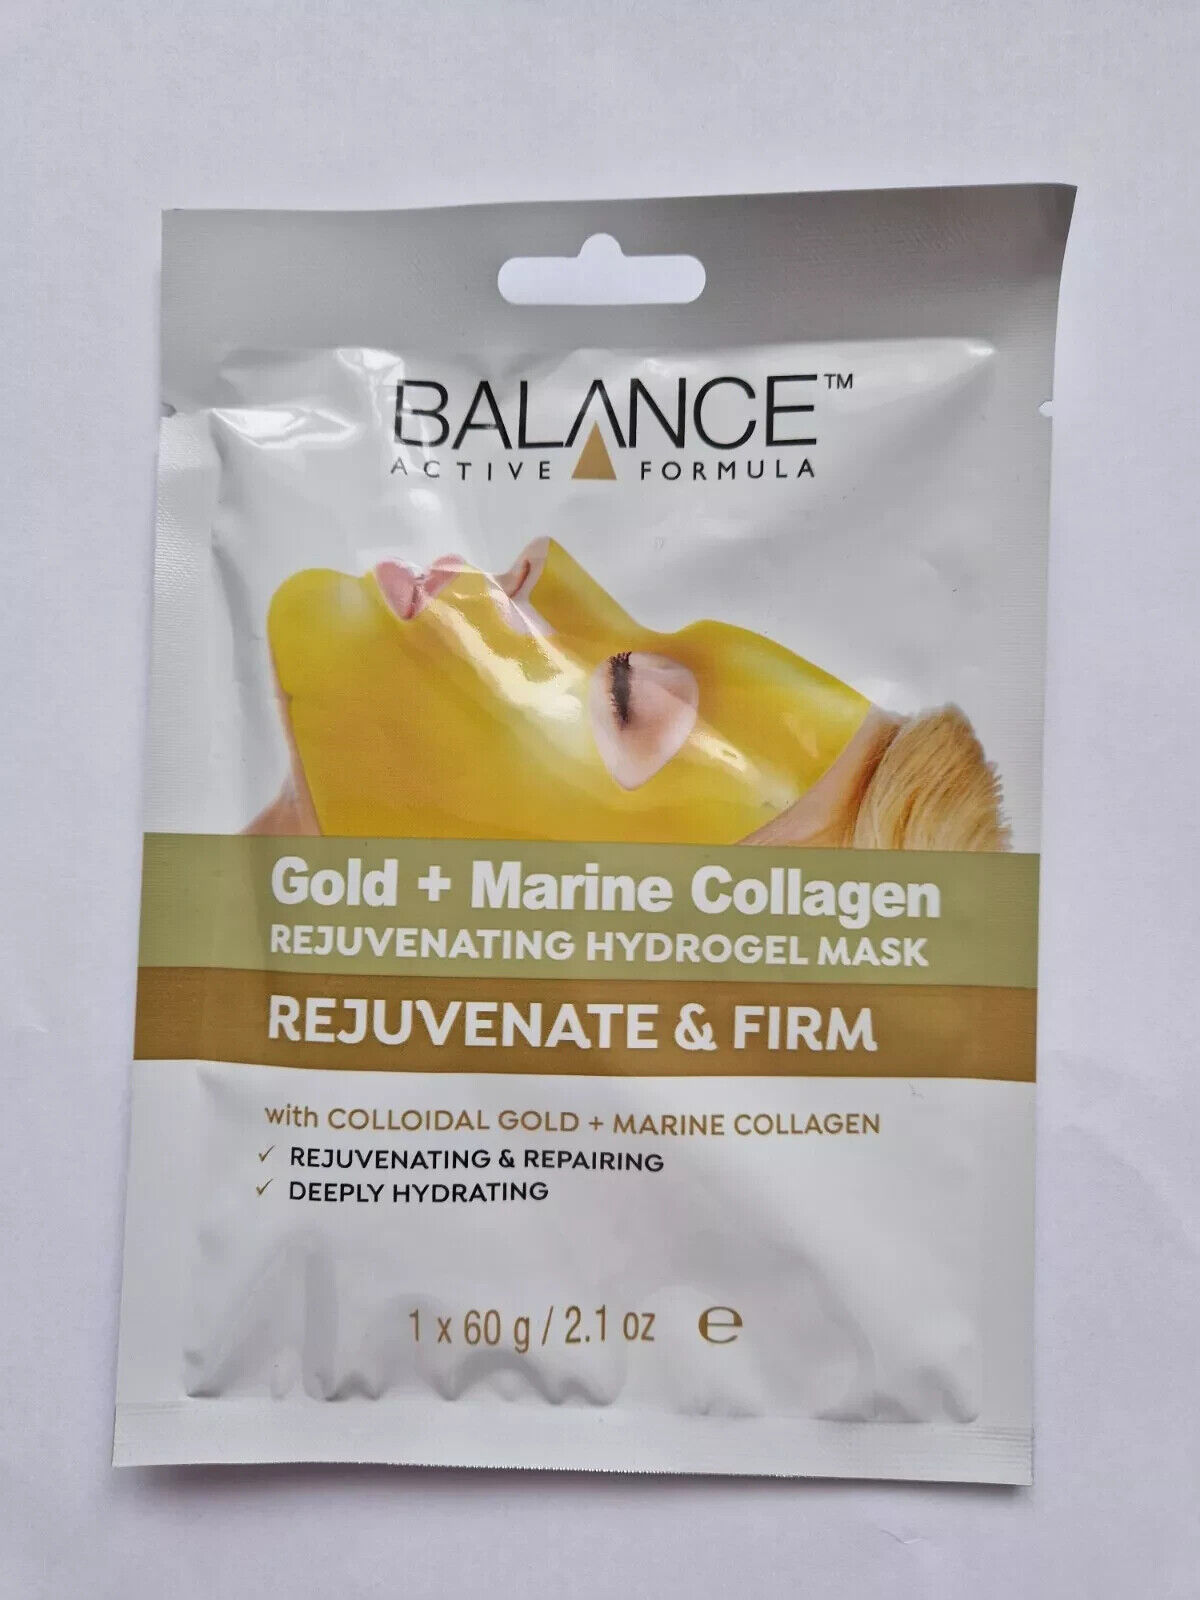 BALANCE™
ACTIVE FORMULA
Gold + Marine Collagen
REJUVENATING HYDROGEL MASK
REJUVENATE & FIRM
with COLLOIDAL GOLD + MARINE COLLAGEN
✓ REJUVENATING & REPAIRING
✓ DEEPLY HYDRATING
1 x 60 g / 2.1 oz ℮